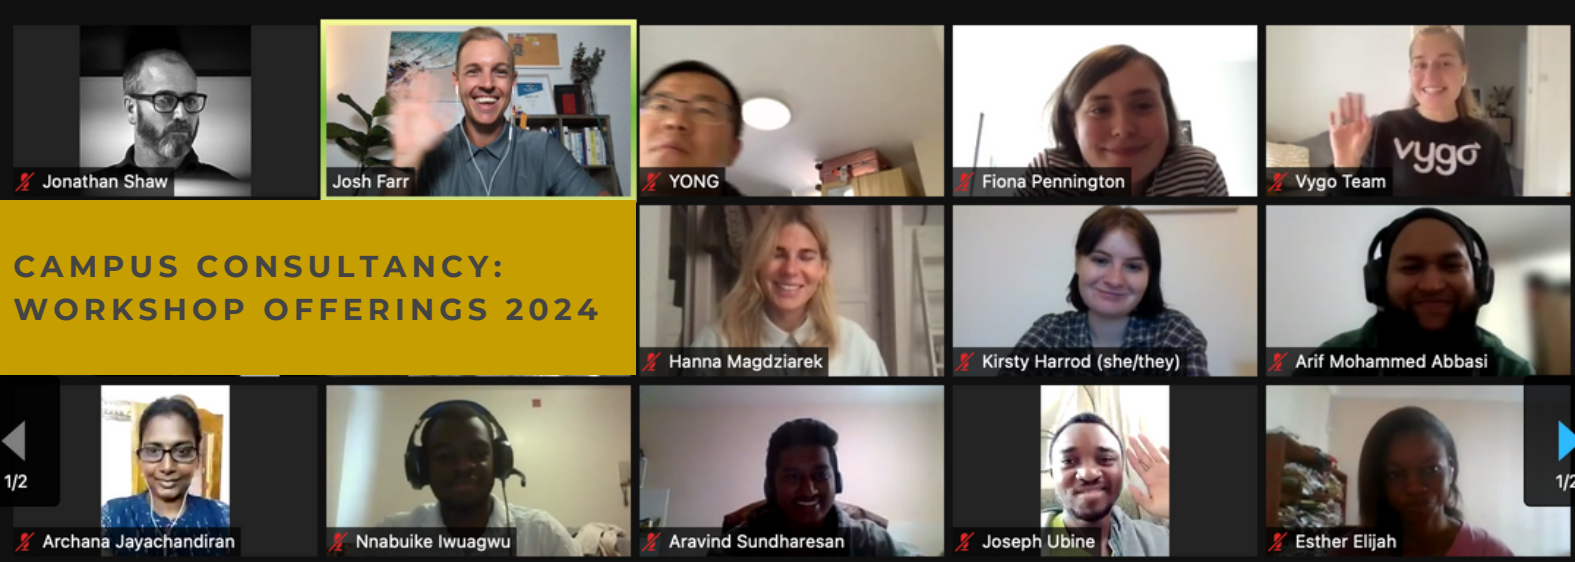 Jonathan Shaw
Josh Farr
YONG
Fiona Pennington
vygo
Vygo Team
CAMPUS CONSULTANCY:
WORKSHOP OFFERINGS 2024
Hanna Magdziarek
Kirsty Harrod (she/they)
Arif Mohammed Abbasi
1/2
1/2
Archana Jayachandiran
Nnabuike Iwuagwu
Aravind Sundharesan
Joseph Ubine
Esther Elijah